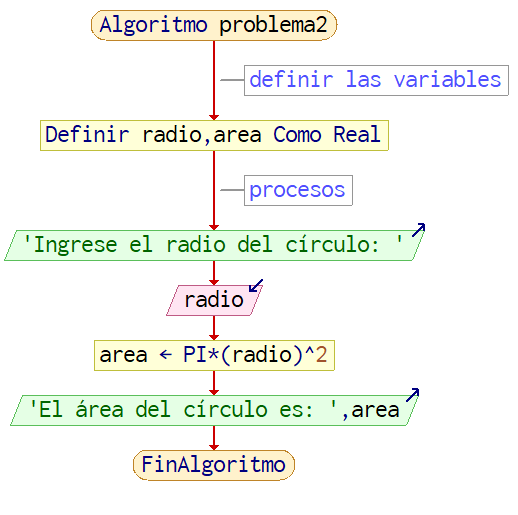 Algoritmo problema2
definir las variables
Definir radio,area Como Real
procesos
'Ingrese el radio del círculo: '
radio
area ← PI*(radio)^2
'El área del círculo es: ',area
FinAlgoritmo